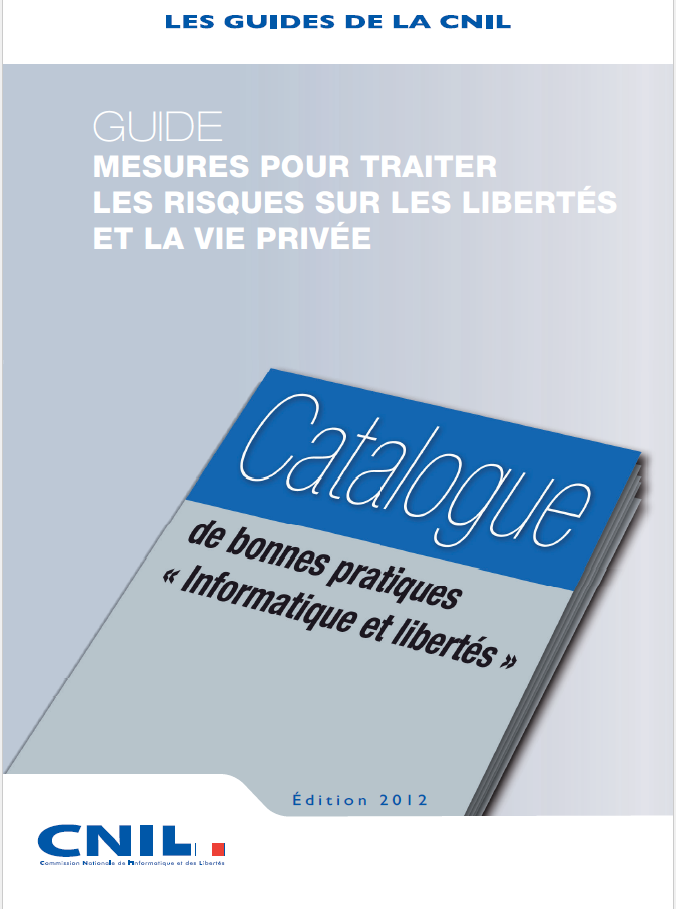 LES GUIDES DE LA CNIL
GUIDE
MESURES POUR TRAITER
LES RISQUES SUR LES LIBERTÉS
ET LA VIE PRIVÉE
Catalogue
de bonnes pratiques
« Informatique et libertés »
Édition 2012
CNIL
Commission Nationale de l'Informatique et des Libertés